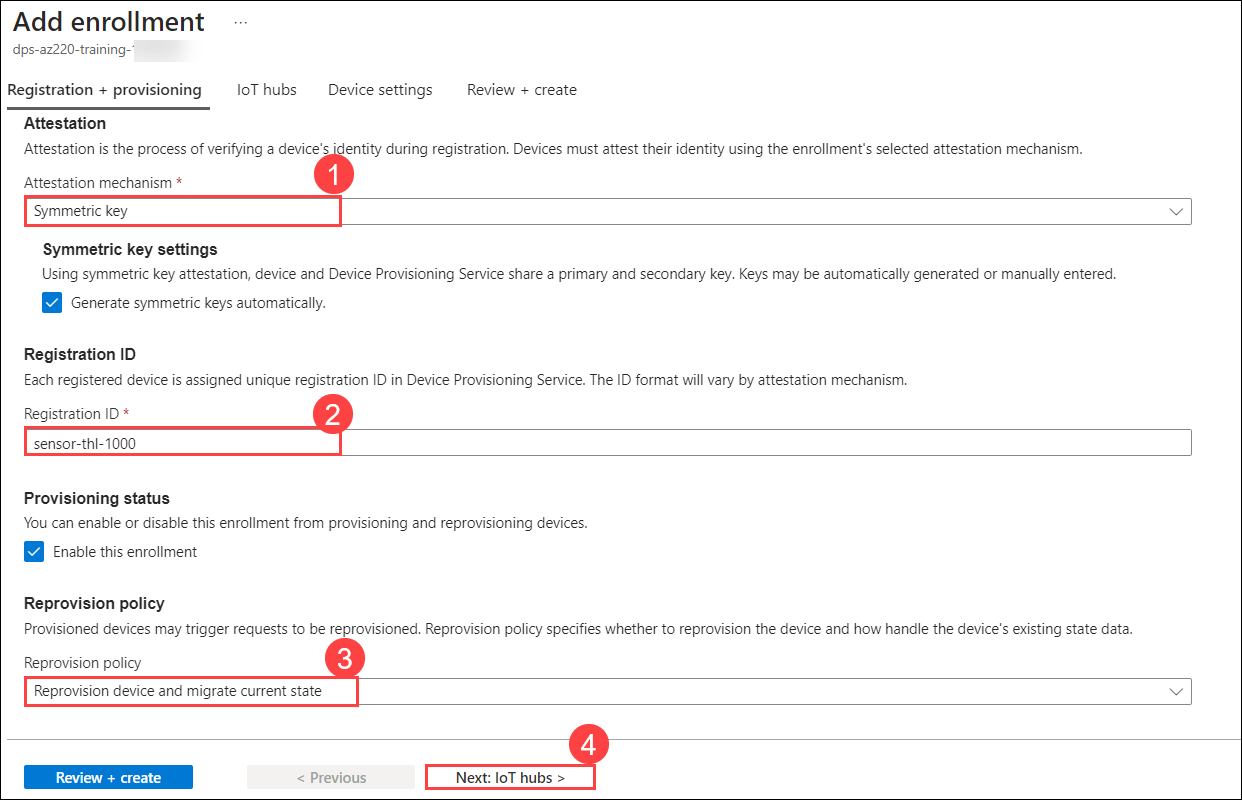 Add enrollment ...
dps-az220-training-
Registration + provisioning IoT hubs Device settings Review + create
Attestation
Attestation is the process of verifying a device's identity during registration. Devices must attest their identity using the enrollment's selected attestation mechanism.
1
Attestation mechanism *
Symmetric key
Symmetric key settings
Using symmetric key attestation, device and Device Provisioning Service share a primary and secondary key. Keys may be automatically generated or manually entered.
Generate symmetric keys automatically.
Registration ID
Each registered device is assigned unique registration ID in Device Provisioning Service. The ID format will vary by attestation mechanism.
Registration ID * 2
sensor-thl-1000
Provisioning status
You can enable or disable this enrollment from provisioning and reprovisioning devices.
Enable this enrollment
Reprovision policy
Provisioned devices may trigger requests to be reprovisioned. Reprovision policy specifies whether to reprovision the device and how handle the device's existing state data.
Reprovision policy 3
Reprovision device and migrate current state
4
Review + create < Previous Next: IoT hubs >